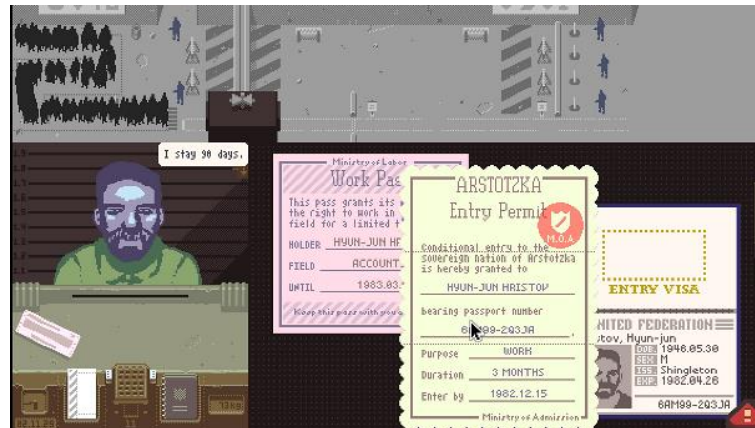 I stay 90 days.
Ministry of Labor
Work Pas
This pass grants its
the right to work in
field for a limited t
HOLDER HYUN-JUN HR
FIELD ACCOUNT
UNTIL 1983.03.
Keep this pass with you
ARSTOTZKA
Entry Permit
M.O.A
Conditional entry to the
sovereign nation of Arstotzka
is hereby granted to
HYUN-JUN HRISTOV
bearing passport number
6AM99-2Q3JA.
Purpose WORK
Duration 3 MONTHS
Enter by 1982.12.15
Ministry of Admission
ENTRY VISA
NITED FEDERATION
stov, Hyun-jun
DOB 1946.05.30
SEX M
ISS Shingleton
EXP 1982.04.26
6AM99-2Q3JA